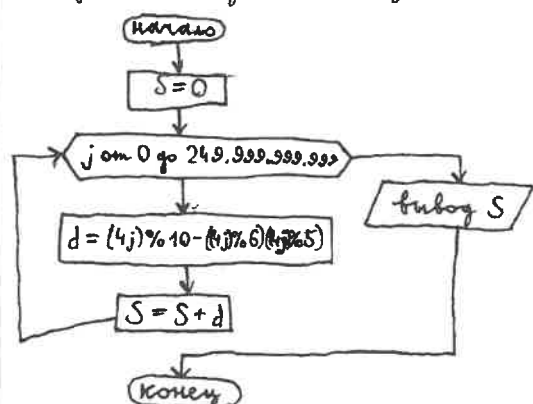 начало
S = 0
j от 0 до 249.999.999.999
d = (4j)%10-((4j)%6)((4j)%5)
S = S + d
вывод S
конец